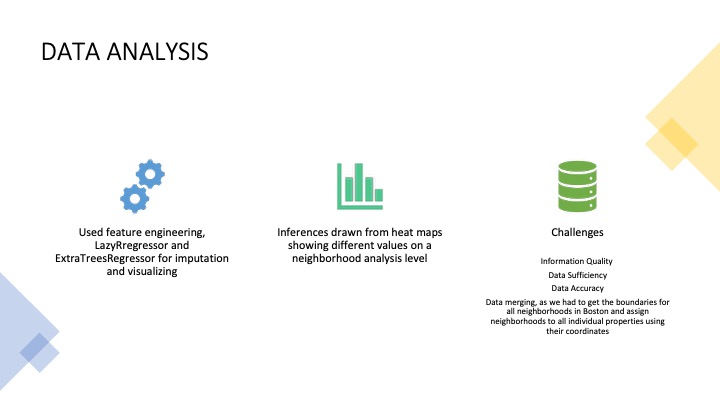 DATA ANALYSIS
Used feature engineering,
LazyRregressor and
ExtraTreesRegressor for imputation
and visualizing
Inferences drawn from heat maps
showing different values on a
neighborhood analysis level
Challenges
Information Quality
Data Sufficiency
Data Accuracy
Data merging, as we had to get the boundaries for
all neighborhoods in Boston and assign
neighborhoods to all individual properties using
their coordinates